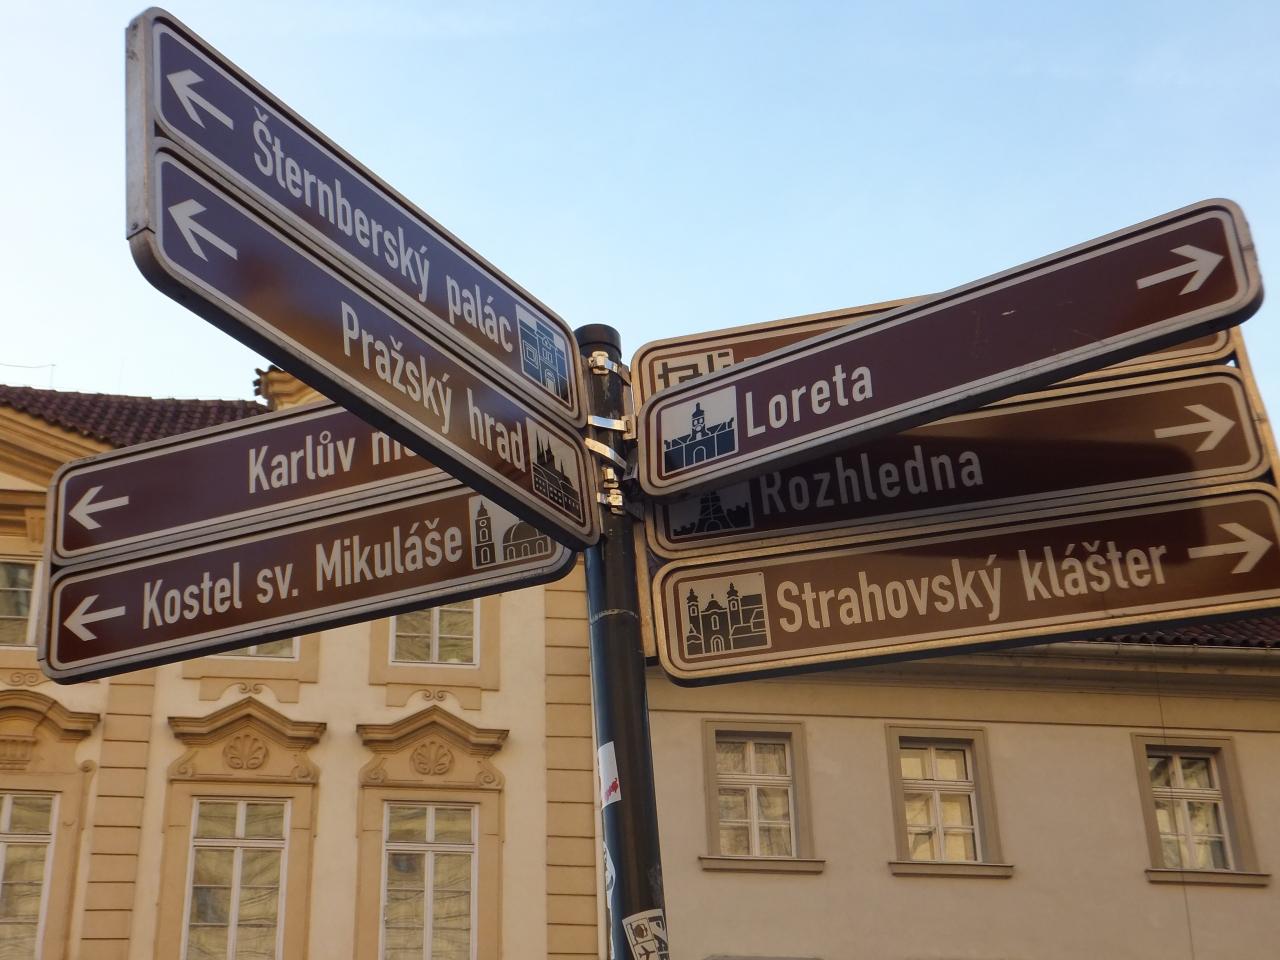 Šternberský palác
Pražský hrad
Karlův
Kostel sv. Mikuláše
Loreta
Rozhledna
Strahovský klášter